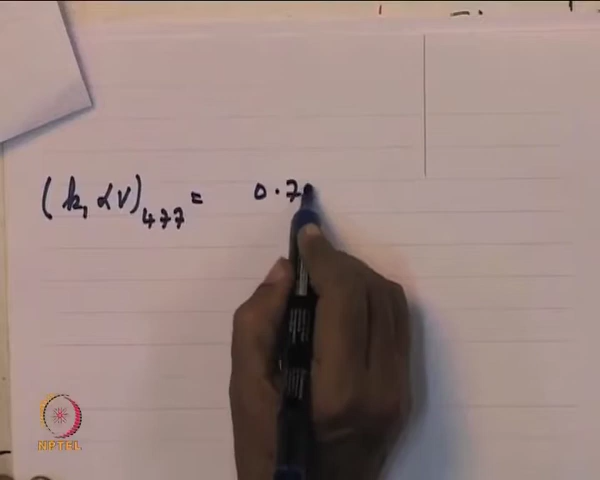 (k₁ αV)₄₇₇ = 0.7
NPTEL